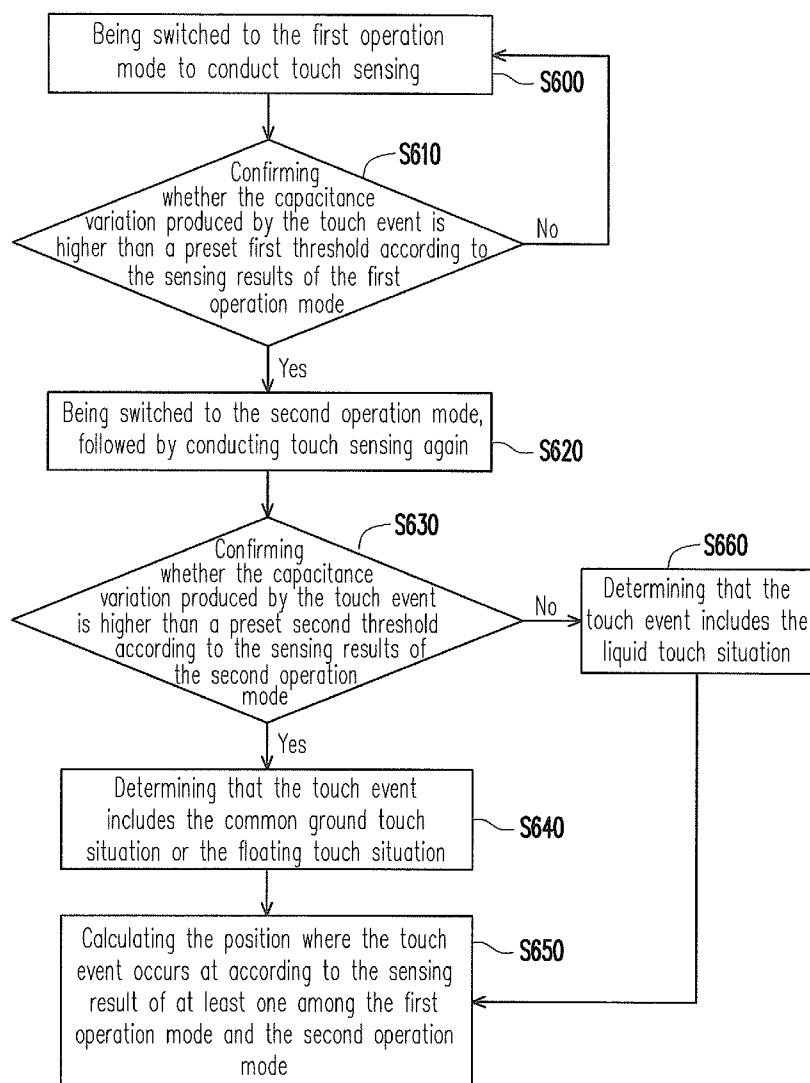 Being switched to the first operation
mode to conduct touch sensing
S600
S610
Confirming
whether the capacitance
variation produced by the touch event is
higher than a preset first threshold according to
the sensing results of the first
operation mode
No
Yes
Being switched to the second operation mode,
followed by conducting touch sensing again
S620
S630
Confirming
whether the capacitance
variation produced by the touch event
is higher than a preset second threshold
according to the sensing results of
the second operation
mode
No
S660
Determining that the
touch event includes the
liquid touch situation
Yes
Determining that the touch event
includes the common ground touch
situation or the floating touch situation
S640
Calculating the position where the touch
event occurs at according to the sensing
result of at least one among the first
operation mode and the second operation
mode
S650